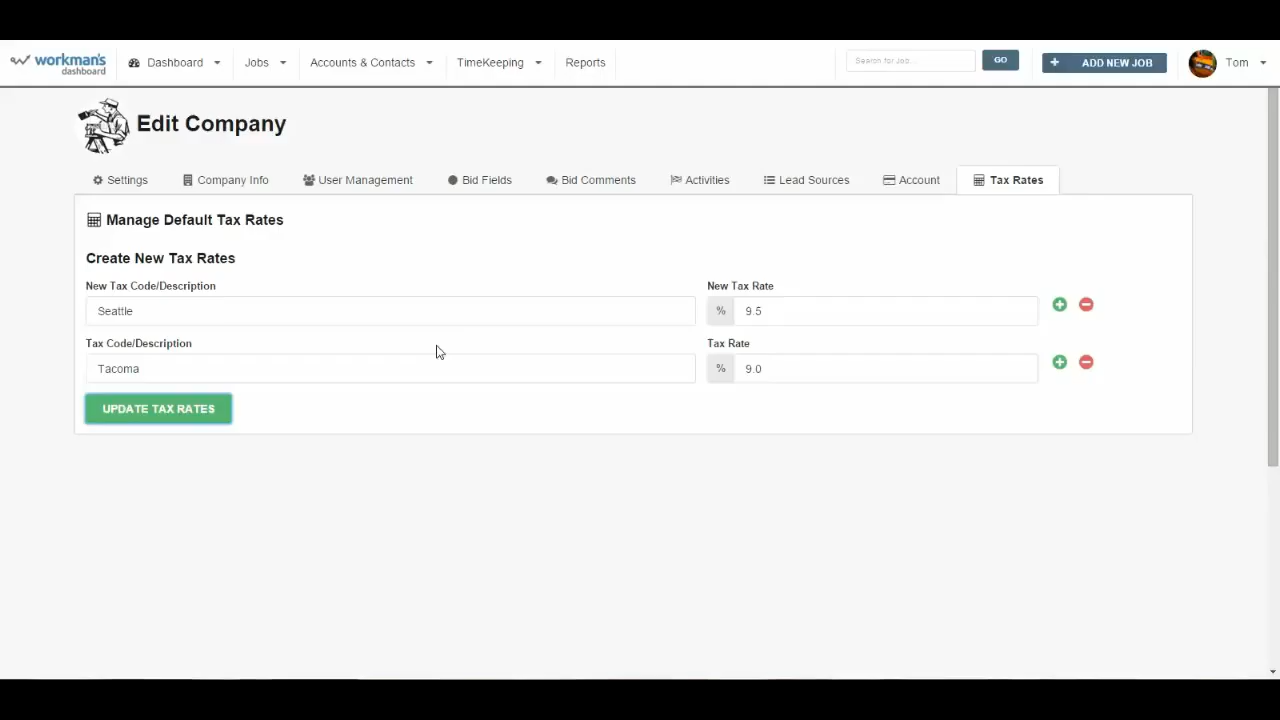 workman's dashboard
Dashboard
Jobs
Accounts & Contacts
TimeKeeping
Reports
Search for Job...
GO
+ ADD NEW JOB
Tom
Edit Company
Settings
Company Info
User Management
Bid Fields
Bid Comments
Activities
Lead Sources
Account
Tax Rates
Manage Default Tax Rates
Create New Tax Rates
New Tax Code/Description
New Tax Rate
Seattle
% 9.5
Tax Code/Description
Tax Rate
Tacoma
% 9.0
UPDATE TAX RATES